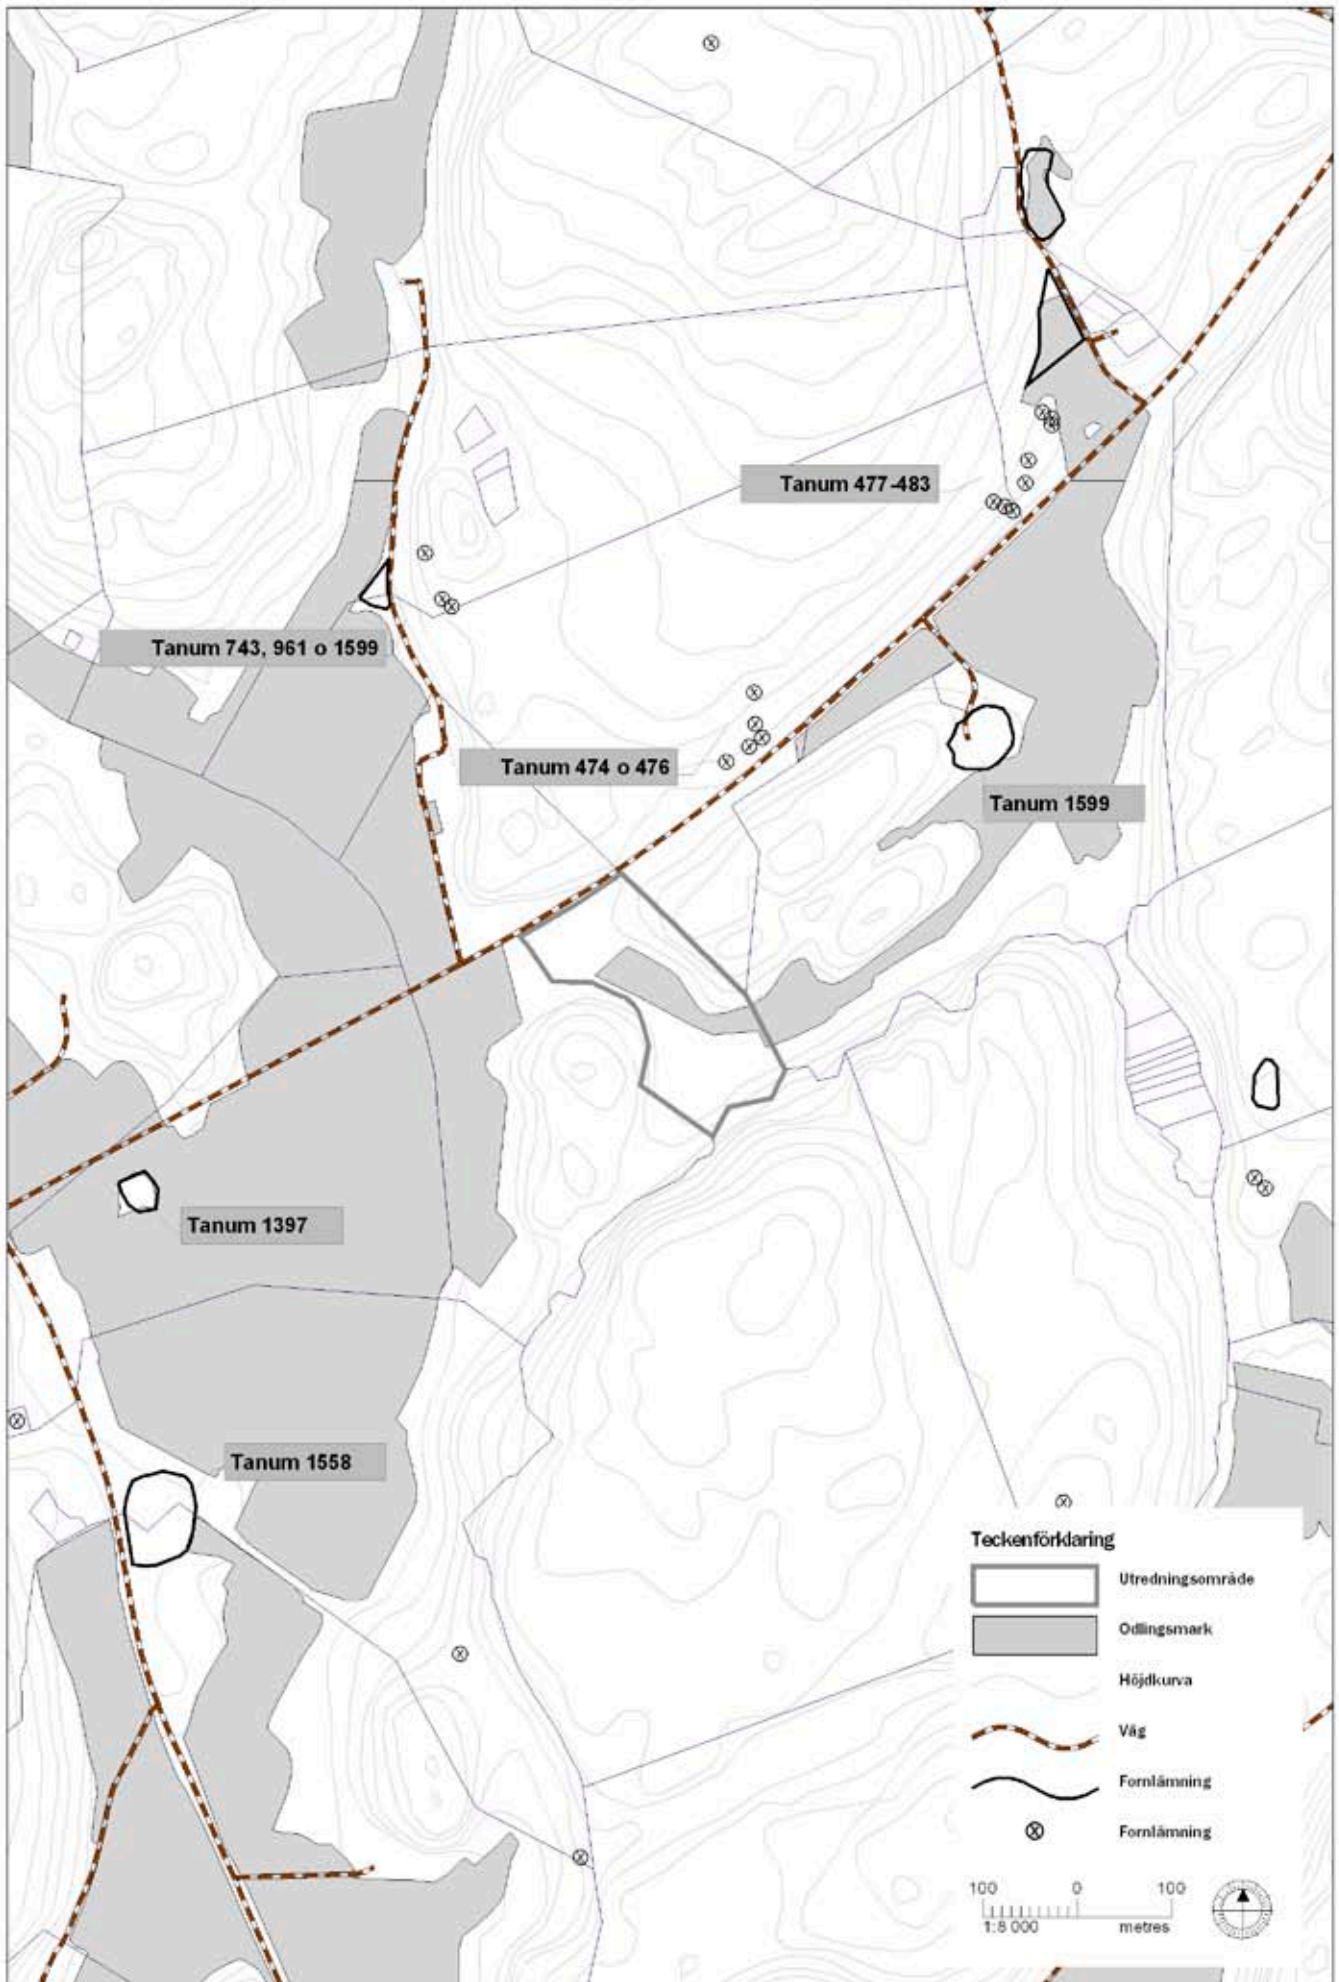 Tanum 477-483
Tanum 743, 961 o 1599
Tanum 474 o 476
Tanum 1599
Tanum 1397
Tanum 1558
Teckenförklaring
Utredningsområde
Odlingsmark
Höjdkurva
Väg
Fornlämning
Fornlämning
100 0 100
1:8 000 metres